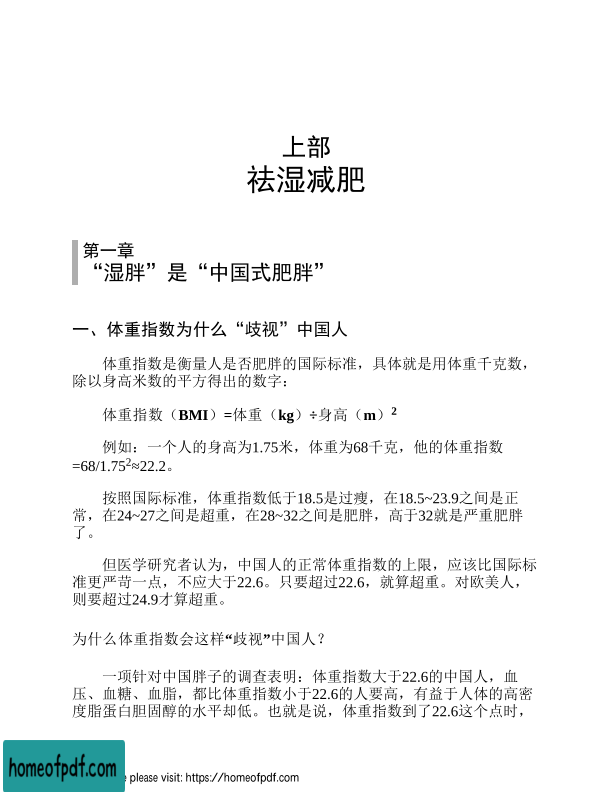 上部
祛湿减肥
第一章
“湿胖”是“中国式肥胖”
一、体重指数为什么“歧视”中国人
体重指数是衡量人是否肥胖的国际标准，具体就是用体重千克数，
除以身高米数的平方得出的数字：
体重指数（BMI）=体重（kg）÷身高（m）²
例如：一个人的身高为1.75米，体重为68千克，他的体重指数
=68/1.75²≈22.2。
按照国际标准，体重指数低于18.5是过瘦，在18.5~23.9之间是正
常，在24~27之间是超重，在28~32之间是肥胖，高于32就是严重肥胖
了。
但医学研究者认为，中国人的正常体重指数的上限，应该比国际标
准更严苛一点，不应大于22.6。只要超过22.6，就算超重。对欧美人，
则要超过24.9才算超重。
为什么体重指数会这样“歧视”中国人？
一项针对中国胖子的调查表明：体重指数大于22.6的中国人，血
压、血糖、血脂，都比体重指数小于22.6的人要高，有益于人体的高密
度脂蛋白胆固醇的水平却低。也就是说，体重指数到了22.6这个点时，
homeofpdf.com
please visit: https://homeofpdf.com